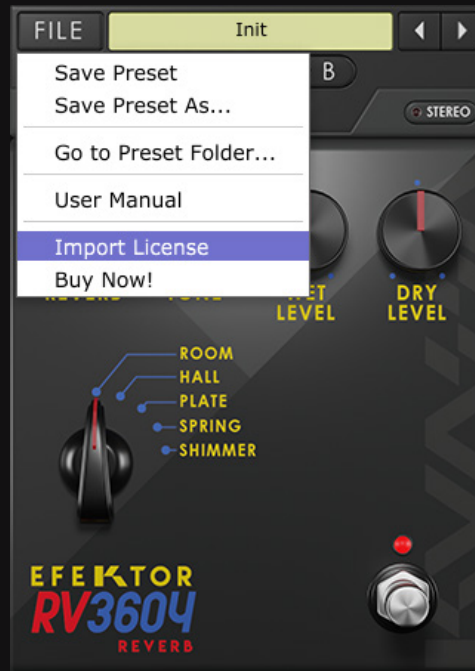 FILE
Init
Save Preset
B
Save Preset As...
STEREO
Go to Preset Folder...
User Manual
Import License
Buy Now!
WET LEVEL
DRY LEVEL
ROOM
HALL
PLATE
SPRING
SHIMMER
EFEKTOR
RV3604
REVERB